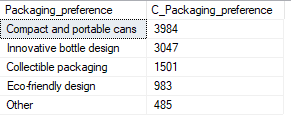 Packaging_preference C_Packaging_preference
Compact and portable cans 3984
Innovative bottle design 3047
Collectible packaging 1501
Eco-friendly design 983
Other 485